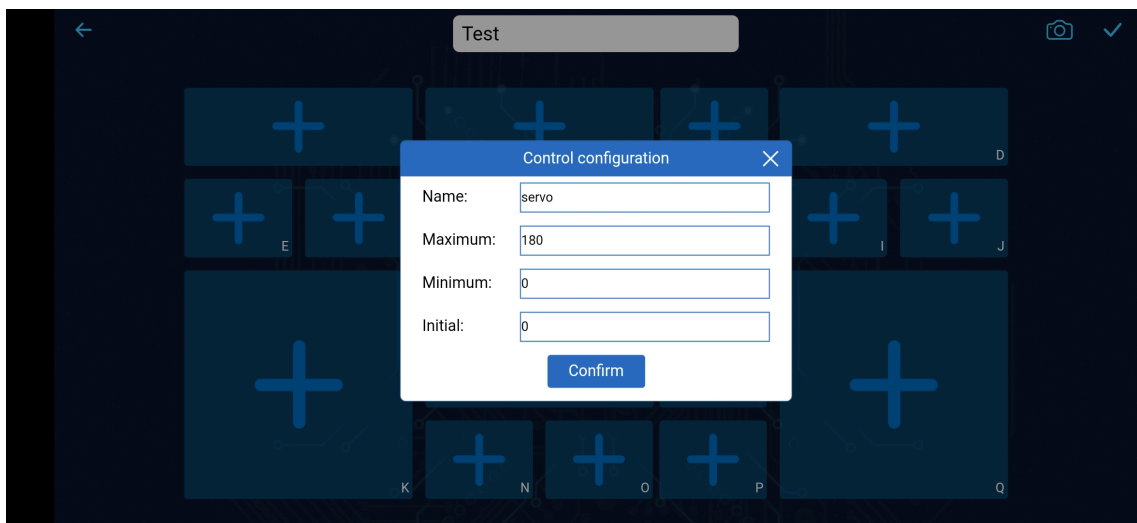 Test
D
Control configuration
Name: servo
E
I
J
Maximum: 180
Minimum: 0
Initial: 0
Confirm
K
N
O
P
Q